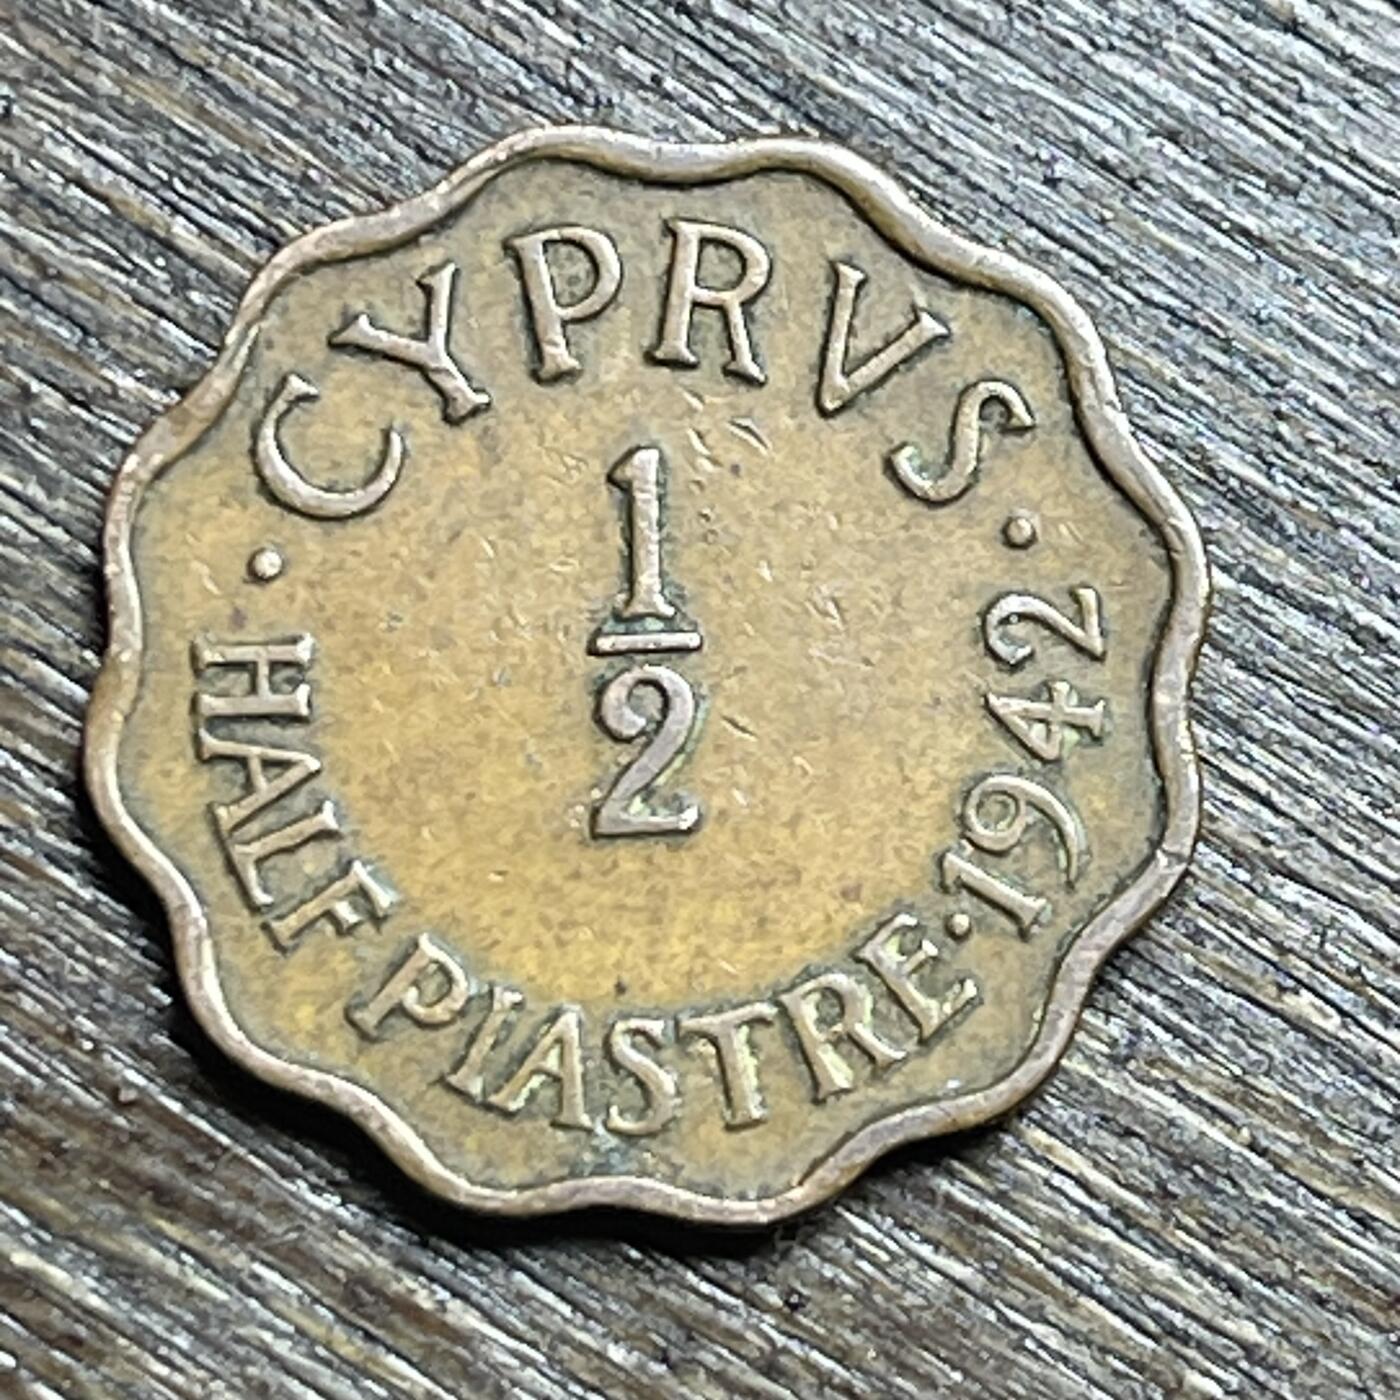 · CYPRVS ·
1/2
HALF PIASTRE · 1942